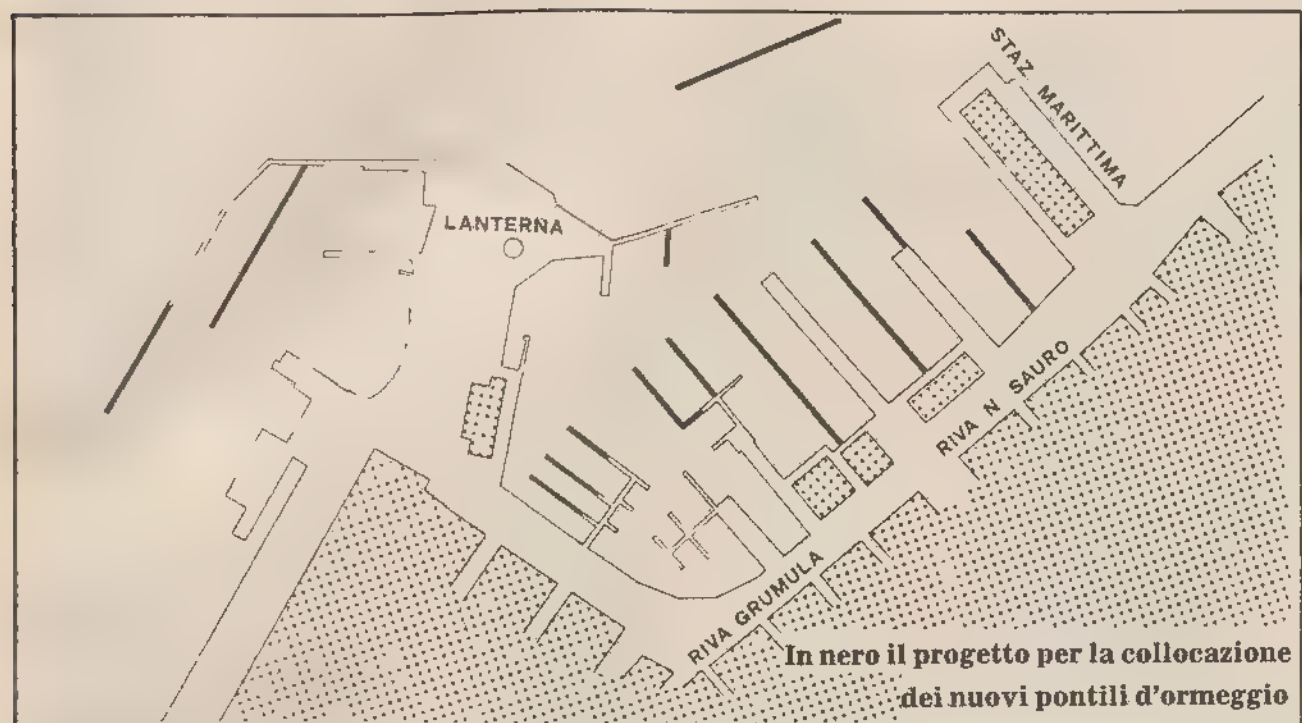 STAZ MARITTIMA
LANTERNA
RIVA N SAURO
RIVA GRUMULA
In nero il progetto per la collocazione
dei nuovi pontili d'ormeggio